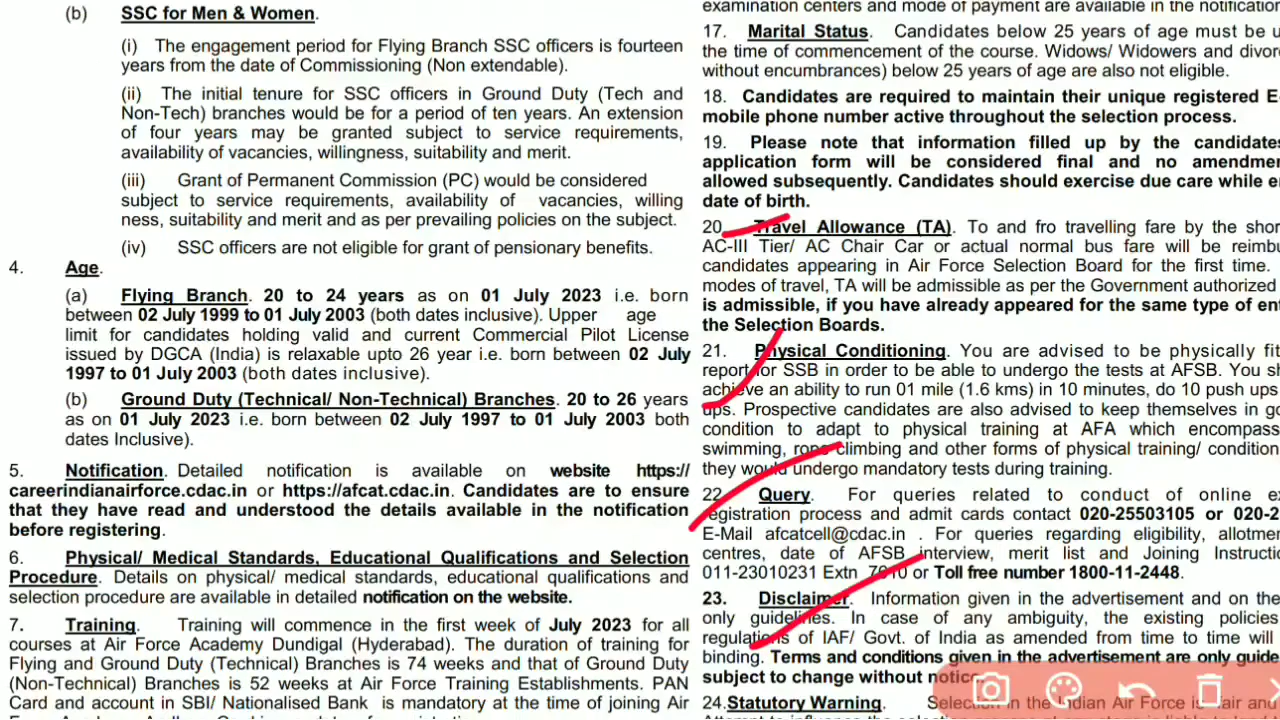 (b) SSC for Men & Women.
(i) The engagement period for Flying Branch SSC officers is fourteen
years from the date of Commissioning (Non extendable).
(ii) The initial tenure for SSC officers in Ground Duty (Tech and
Non-Tech) branches would be for a period of ten years. An extension
of four years may be granted subject to service requirements,
availability of vacancies, willingness, suitability and merit.
(iii) Grant of Permanent Commission (PC) would be considered
subject to service requirements, availability of vacancies, willing
ness, suitability and merit and as per prevailing policies on the subject.
(iv) SSC officers are not eligible for grant of pensionary benefits.
4. Age.
(a) Flying Branch. 20 to 24 years as on 01 July 2023 i.e. born
between 02 July 1999 to 01 July 2003 (both dates inclusive). Upper age
limit for candidates holding valid and current Commercial Pilot License
issued by DGCA (India) is relaxable upto 26 year i.e. born between 02 July
1997 to 01 July 2003 (both dates inclusive).
(b) Ground Duty (Technical/ Non-Technical) Branches. 20 to 26 years
as on 01 July 2023 i.e. born between 02 July 1997 to 01 July 2003 both
dates Inclusive).
5. Notification. Detailed notification is available on website https://
careerindianairforce.cdac.in or https://afcat.cdac.in. Candidates are to ensure
that they have read and understood the details available in the notification
before registering.
6. Physical/ Medical Standards, Educational Qualifications and Selection
Procedure. Details on physical/ medical standards, educational qualifications and
selection procedure are available in detailed notification on the website.
7. Training. Training will commence in the first week of July 2023 for all
courses at Air Force Academy Dundigal (Hyderabad). The duration of training for
Flying and Ground Duty (Technical) Branches is 74 weeks and that of Ground Duty
(Non-Technical) Branches is 52 weeks at Air Force Training Establishments. PAN
Card and account in SBI/ Nationalised Bank is mandatory at the time of joining Air
examination centers and mode of payment are available in the notification
17. Marital Status. Candidates below 25 years of age must be u
the time of commencement of the course. Widows/ Widowers and divor
without encumbrances) below 25 years of age are also not eligible.
18. Candidates are required to maintain their unique registered E-
mobile phone number active throughout the selection process.
19. Please note that information filled up by the candidates
application form will be considered final and no amendmen
allowed subsequently. Candidates should exercise due care while en
date of birth.
20. Travel Allowance (TA). To and fro travelling fare by the shor
AC-III Tier/ AC Chair Car or actual normal bus fare will be reimb
candidates appearing in Air Force Selection Board for the first time.
modes of travel, TA will be admissible as per the Government authorized
is admissible, if you have already appeared for the same type of en
the Selection Boards.
21. Physical Conditioning. You are advised to be physically fit
report for SSB in order to be able to undergo the tests at AFSB. You sh
achieve an ability to run 01 mile (1.6 kms) in 10 minutes, do 10 push ups
ups. Prospective candidates are also advised to keep themselves in go
condition to adapt to physical training at AFA which encompass
swimming, rope climbing and other forms of physical training/ condition
they would undergo mandatory tests during training.
22. Query. For queries related to conduct of online ex
registration process and admit cards contact 020-25503105 or 020-2
E-Mail afcatcell@cdac.in . For queries regarding eligibility, allotm
centres, date of AFSB interview, merit list and Joining Instructi
011-23010231 Extn 7610 or Toll free number 1800-11-2448.
23. Disclaimer. Information given in the advertisement and on the
only guidelines. In case of any ambiguity, the existing policies
regulations of IAF/ Govt. of India as amended from time to time will
binding. Terms and conditions given in the advertisement are only guide
subject to change without notice.
24. Statutory Warning. Selection in the Indian Air Force is fair and